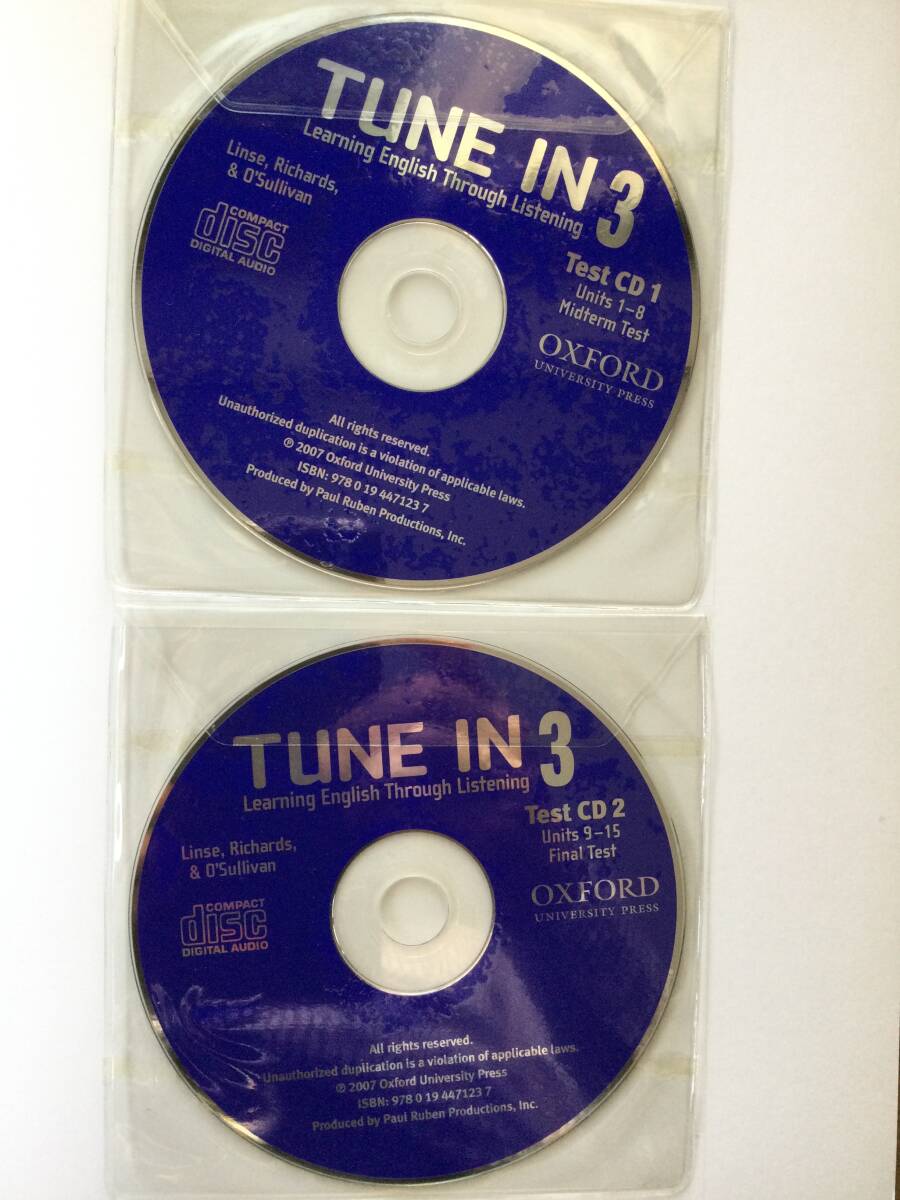 TUNE IN 3
Learning English Through Listening
Linse, Richards,
& O'Sullivan
COMPACT
disc
DIGITAL AUDIO
Test CD 1
Units 1–8
Midterm Test
OXFORD
UNIVERSITY PRESS
All rights reserved.
Unauthorized duplication is a violation of applicable laws.
℗ 2007 Oxford University Press
ISBN: 978 0 19 447123 7
Produced by Paul Ruben Productions, Inc.
TUNE IN 3
Learning English Through Listening
Test CD 2
Units 9–15
Final Test
Linse, Richards,
& O'Sullivan
COMPACT
disc
DIGITAL AUDIO
OXFORD
UNIVERSITY PRESS
All rights reserved.
Unauthorized duplication is a violation of applicable laws.
℗ 2007 Oxford University Press
ISBN: 978 0 19 447123 7
Produced by Paul Ruben Productions, Inc.